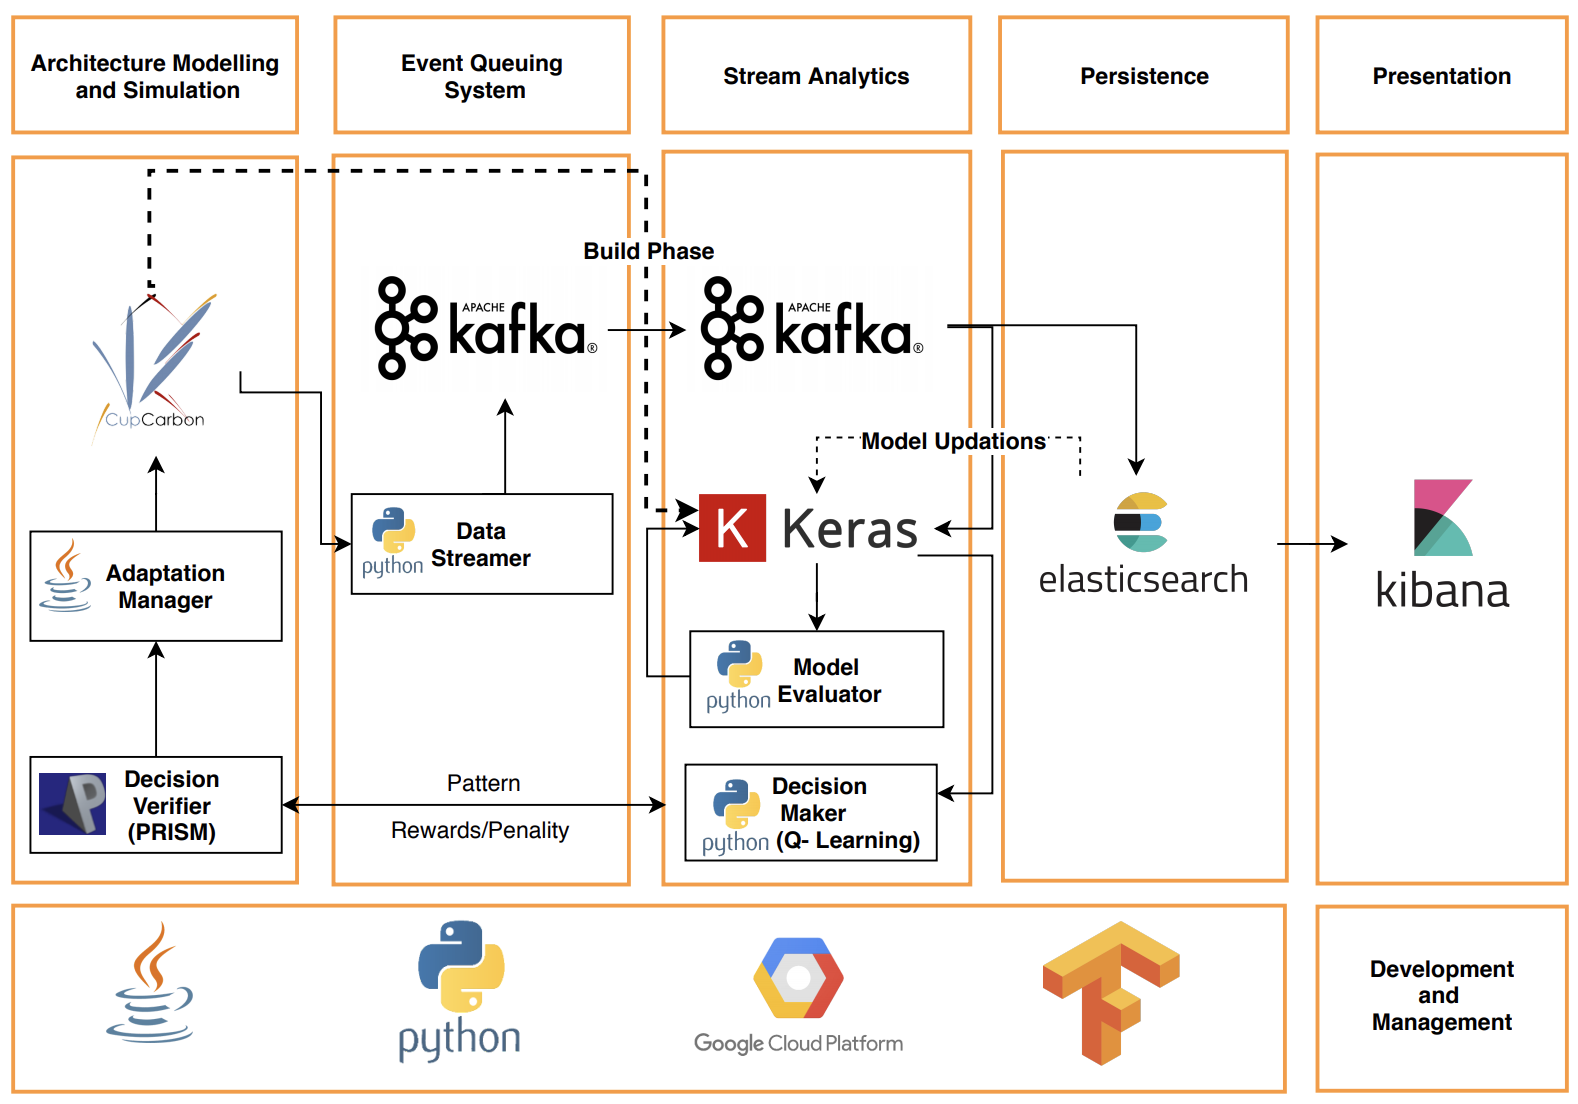 Architecture Modelling
and Simulation
Event Queuing
System
Stream Analytics
Persistence
Presentation
Build Phase
APACHE
kafka®
APACHE
kafka®
CupCarbon
Model Updations
Data
Streamer
python
K Keras
elasticsearch
kibana
Adaptation
Manager
Model
Evaluator
python
Decision
Verifier
(PRISM)
P
Pattern
Rewards/Penality
Decision
Maker
(Q- Learning)
python
python
Google Cloud Platform
Development
and
Management